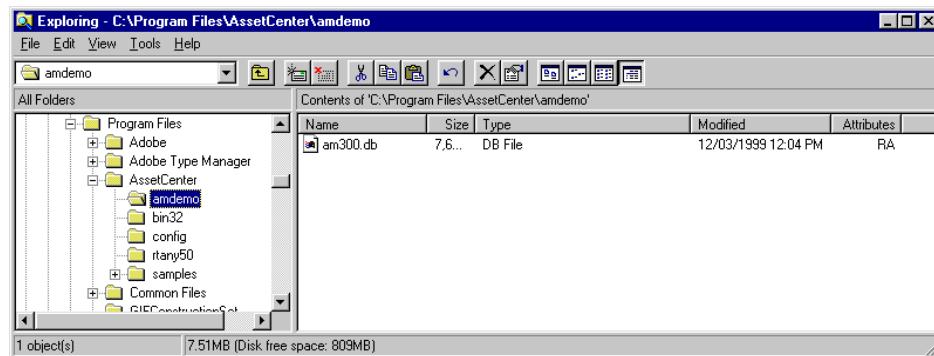 Exploring - C:\Program Files\AssetCenter\amdemo
File Edit View Tools Help
amdemo
All Folders
Contents of 'C:\Program Files\AssetCenter\amdemo'
Name Size Type Modified Attributes
am300.db 7,6... DB File 12/03/1999 12:04 PM RA
Program Files
Adobe
Adobe Type Manager
AssetCenter
amdemo
bin32
config
rtany50
samples
Common Files
1 object(s) 7.51MB (Disk free space: 809MB)